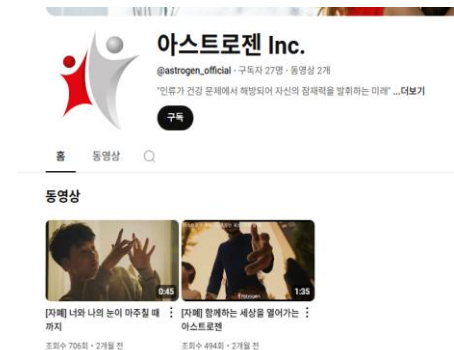 아스트로젠 Inc.
@astrogen_official · 구독자 27명 · 동영상 2개
"인류가 건강 문제에서 해방되어 자신의 잠재력을 발휘하는 미래" ...더보기
구독
홈 동영상
동영상
0:45
1:35
[자폐] 너와 나의 눈이 마주칠 때까지
조회수 706회 • 2개월 전
[자폐] 함께하는 세상을 열어가는 아스트로젠
조회수 494회 • 2개월 전